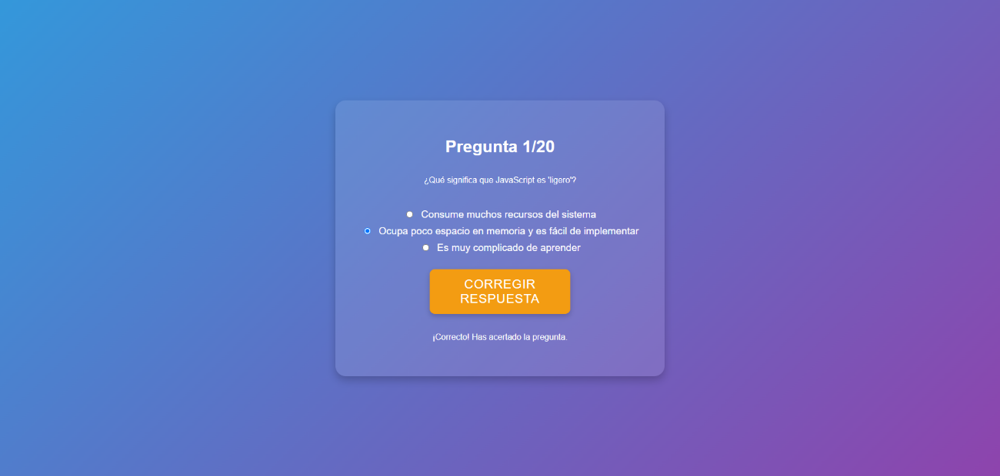 Pregunta 1/20
¿Qué significa que JavaScript es 'ligero'?
Consume muchos recursos del sistema
Ocupa poco espacio en memoria y es fácil de implementar
Es muy complicado de aprender
CORREGIR
RESPUESTA
¡Correcto! Has acertado la pregunta.